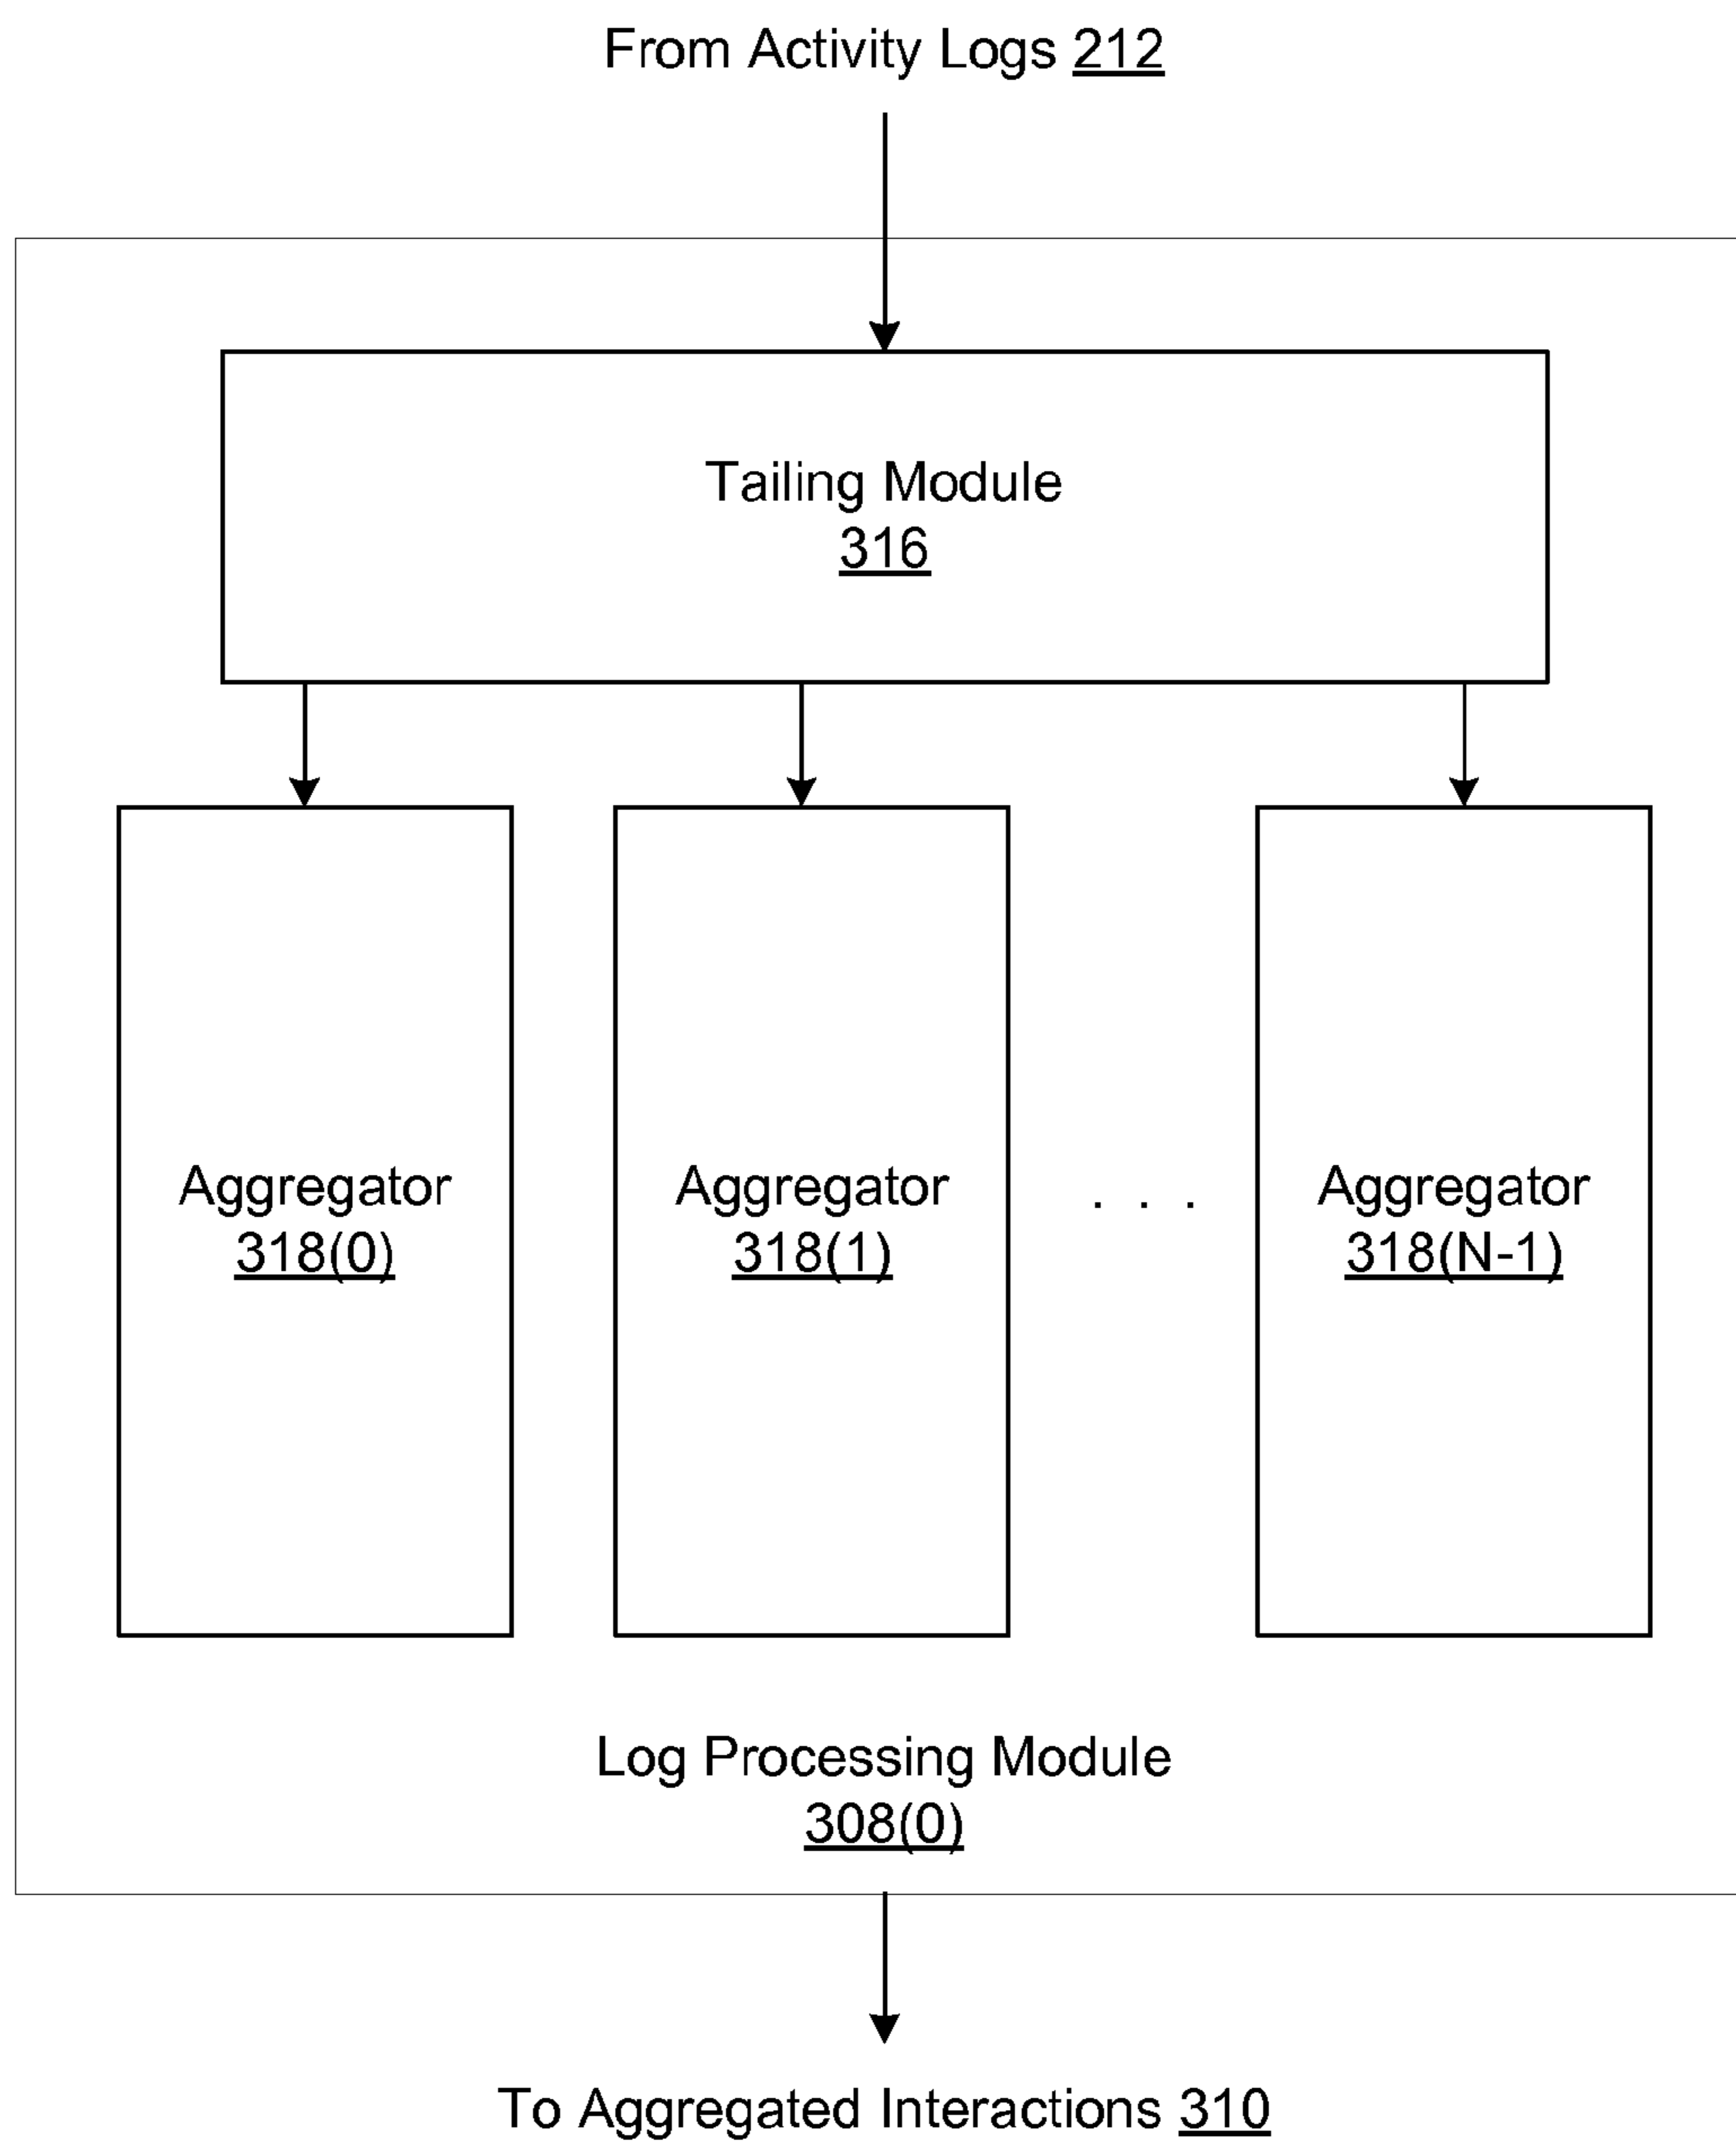 From Activity Logs 212
Tailing Module
316
Aggregator
318(0)
Aggregator
318(1)
. . .
Aggregator
318(N-1)
Log Processing Module
308(0)
To Aggregated Interactions 310